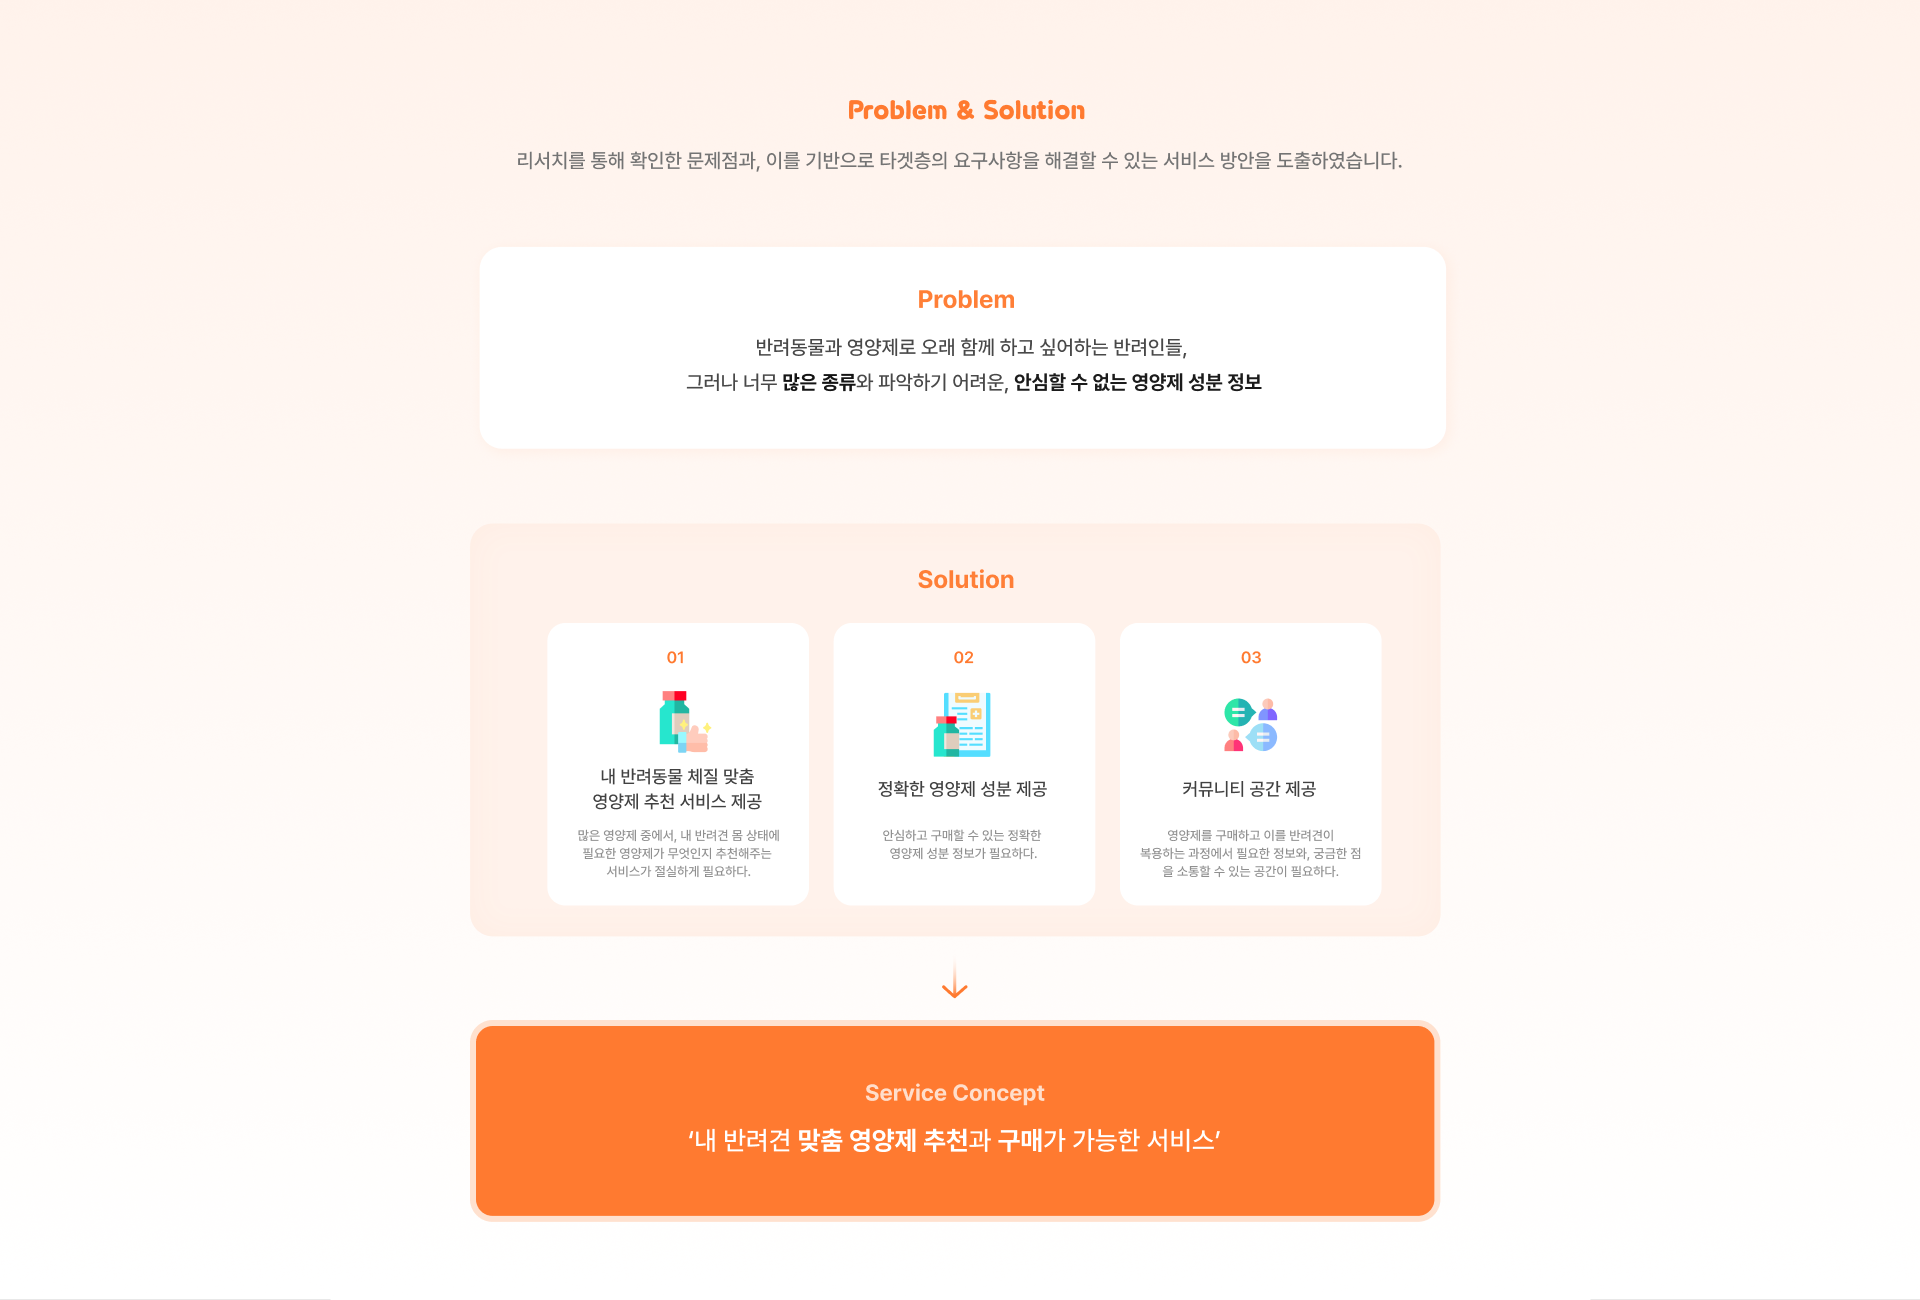 Problem & Solution
리서치를 통해 확인한 문제점과, 이를 기반으로 타겟층의 요구사항을 해결할 수 있는 서비스 방안을 도출하였습니다.
Problem
반려동물과 영양제로 오래 함께 하고 싶어하는 반려인들,
그러나 너무 많은 종류와 파악하기 어려운, 안심할 수 없는 영양제 성분 정보
Solution
01
내 반려동물 체질 맞춤
영양제 추천 서비스 제공
많은 영양제 중에서, 내 반려견 몸 상태에
필요한 영양제가 무엇인지 추천해주는
서비스가 절실하게 필요하다.
02
정확한 영양제 성분 제공
안심하고 구매할 수 있는 정확한
영양제 성분 정보가 필요하다.
03
커뮤니티 공간 제공
영양제를 구매하고 이를 반려견이
복용하는 과정에서 필요한 정보와, 궁금한 점
을 소통할 수 있는 공간이 필요하다.
Service Concept
‘내 반려견 맞춤 영양제 추천과 구매가 가능한 서비스’